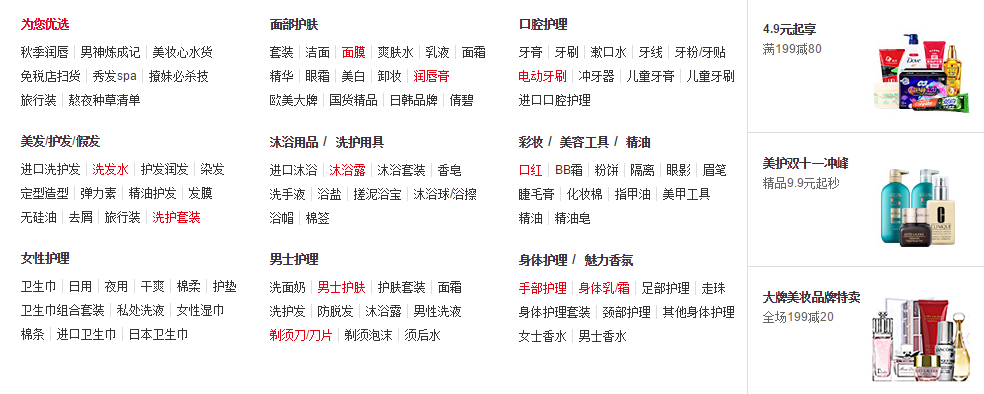 为您优选
秋季润唇 男神炼成记 美妆心水货
免税店扫货 秀发spa 撩妹必杀技
旅行装 熬夜种草清单
面部护肤
套装 洁面 面膜 爽肤水 乳液 面霜
精华 眼霜 美白 卸妆 润唇膏
欧美大牌 国货精品 日韩品牌 倩碧
口腔护理
牙膏 牙刷 漱口水 牙线 牙粉/牙贴
电动牙刷 冲牙器 儿童牙膏 儿童牙刷
进口口腔护理
美发/护发/假发
进口洗护发 洗发水 护发润发 染发
定型造型 弹力素 精油护发 发膜
无硅油 去屑 旅行装 洗护套装
沐浴用品 / 洗护用具
进口沐浴 沐浴露 沐浴套装 香皂
洗手液 浴盐 搓泥浴宝 沐浴球/浴擦
浴帽 棉签
彩妆 / 美容工具 / 精油
口红 BB霜 粉饼 隔离 眼影 眉笔
睫毛膏 化妆棉 指甲油 美甲工具
精油 精油皂
女性护理
卫生巾 日用 夜用 干爽 棉柔 护垫
卫生巾组合套装 私处洗液 女性湿巾
棉条 进口卫生巾 日本卫生巾
男士护理
洗面奶 男士护肤 护肤套装 面霜
洗护发 防脱发 沐浴露 男性洗液
剃须刀/刀片 剃须泡沫 须后水
身体护理 / 魅力香氛
手部护理 身体乳/霜 足部护理 走珠
身体护理套装 颈部护理 其他身体护理
女士香水 男士香水
4.9元起享
满199减80
Dove
美护双十一冲峰
精品9.9元起秒
CLINIQUE
大牌美妆品牌特卖
全场199减20
Dior
LANCOME